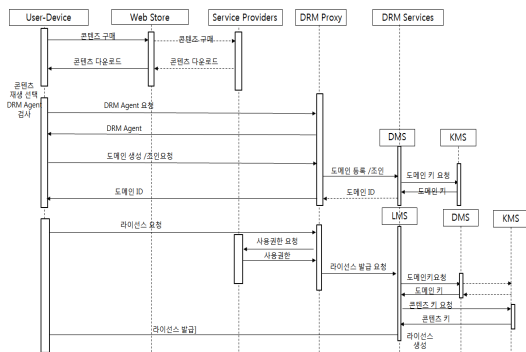 User-Device
Web Store
Service Providers
DRM Proxy
DRM Services
콘텐츠 구매
콘텐츠 구매
콘텐츠 다운로드
콘텐츠 다운로드
콘텐츠
재생 선택
DRM Agent
검사
DRM Agent 요청
DRM Agent
DMS
KMS
도메인 생성 /조인요청
도메인 등록 /조인
도메인 키 요청
도메인 키
도메인 ID
도메인 ID
LMS
DMS
KMS
라이선스 요청
사용권한 요청
사용권한
라이선스 발급 요청
도메인키요청
도메인 키
콘텐츠 키 요청
콘텐츠 키
라이선스 발급]
라이선스
생성